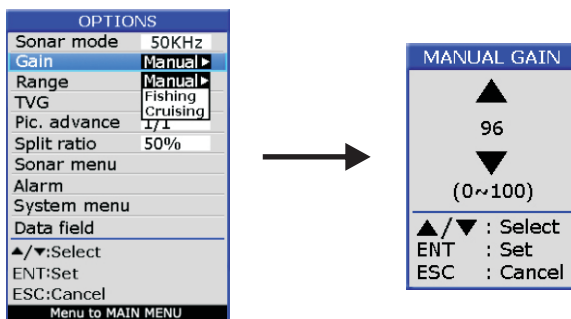 OPTIONS
Sonar mode 50KHz
Gain Manual▶
Range Manual▶
TVG Fishing
Cruising
Pic. advance 1/1
Split ratio 50%
Sonar menu
Alarm
System menu
Data field
▲/▼:Select
ENT:Set
ESC:Cancel
Menu to MAIN MENU
MANUAL GAIN
▲
96
▼
(0~100)
▲/▼ : Select
ENT : Set
ESC : Cancel